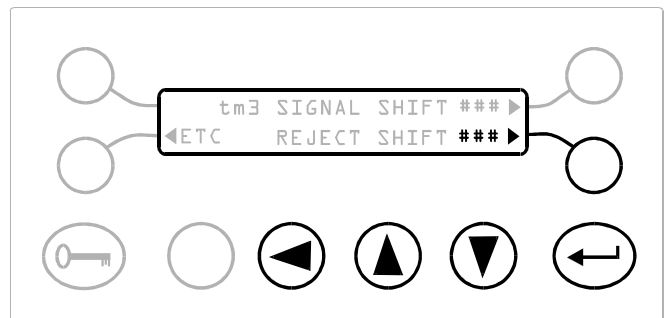 tm3 SIGNAL SHIFT ### ▶
◀ETC REJECT SHIFT ### ▶